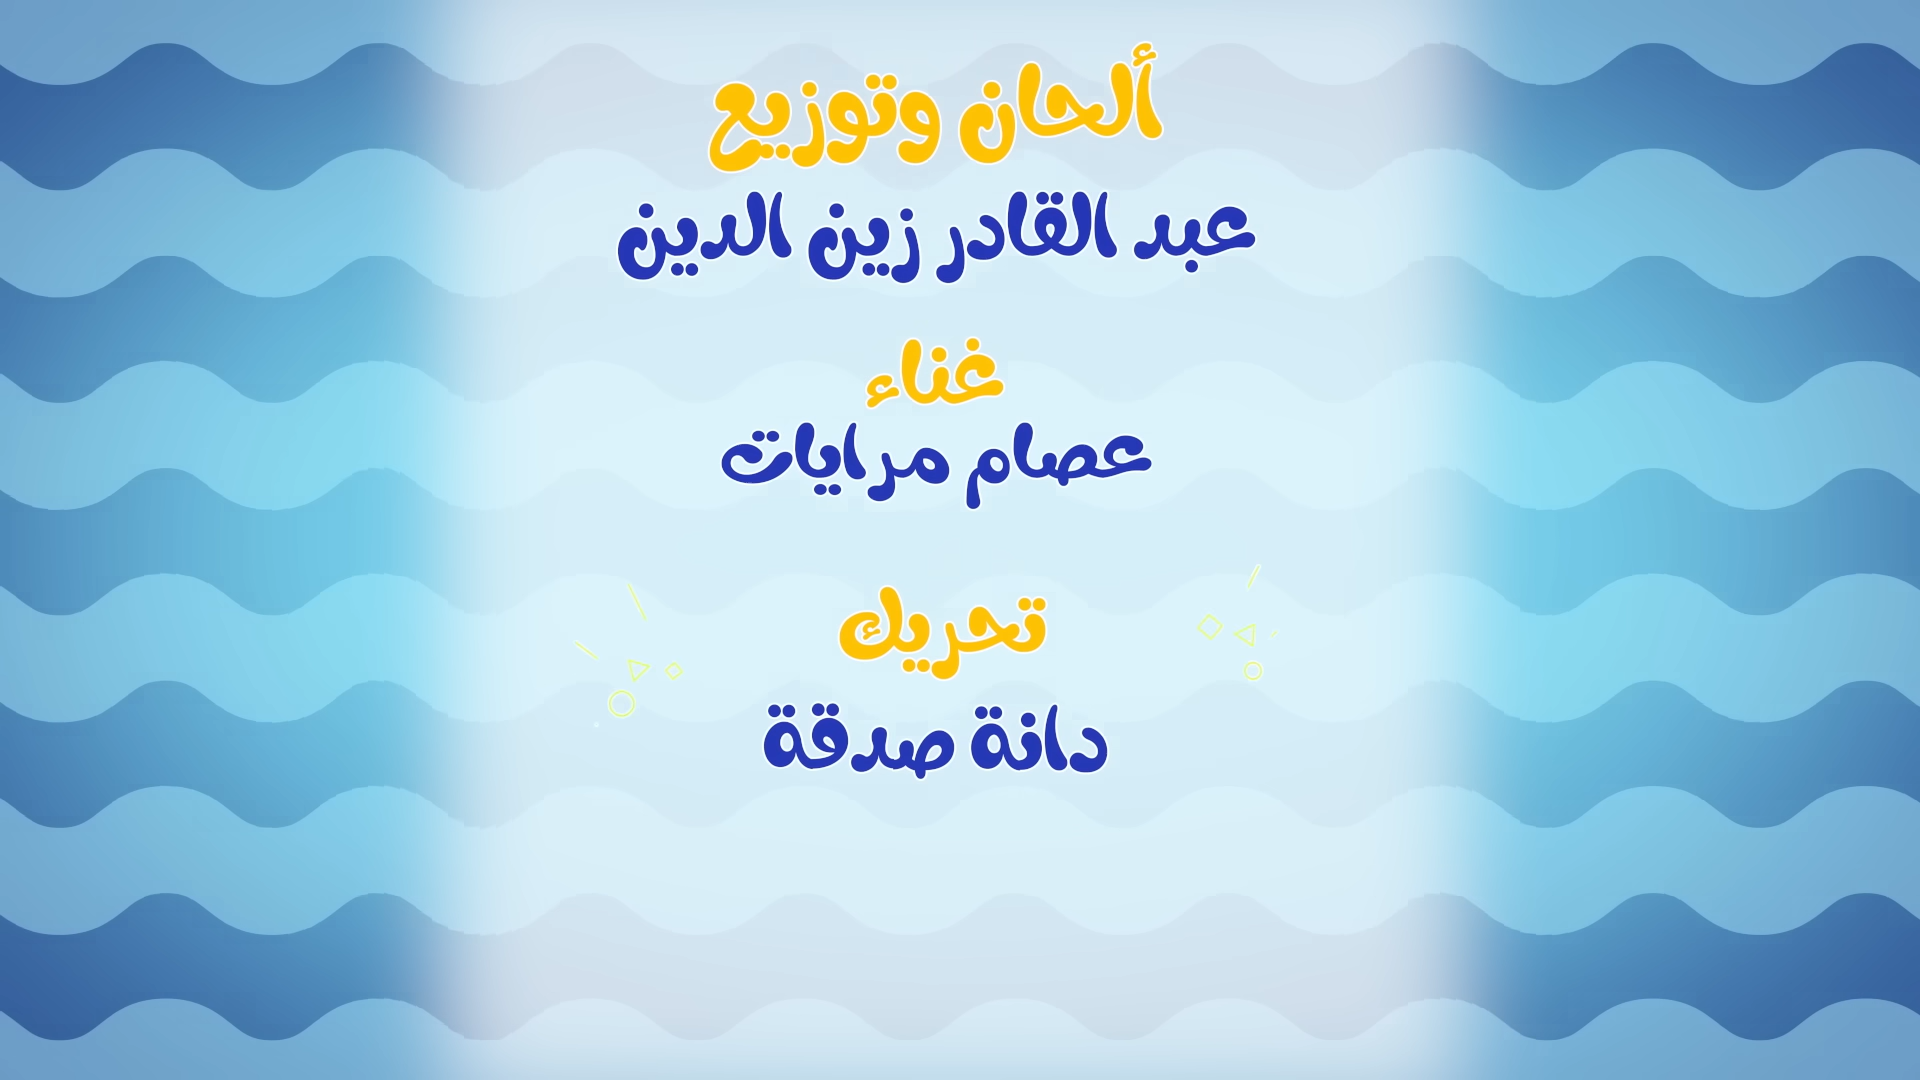 ألحان وتوزيع
عبد القادر زين الدين
غناء
عصام مرايات
تحريك
دانة صدقة